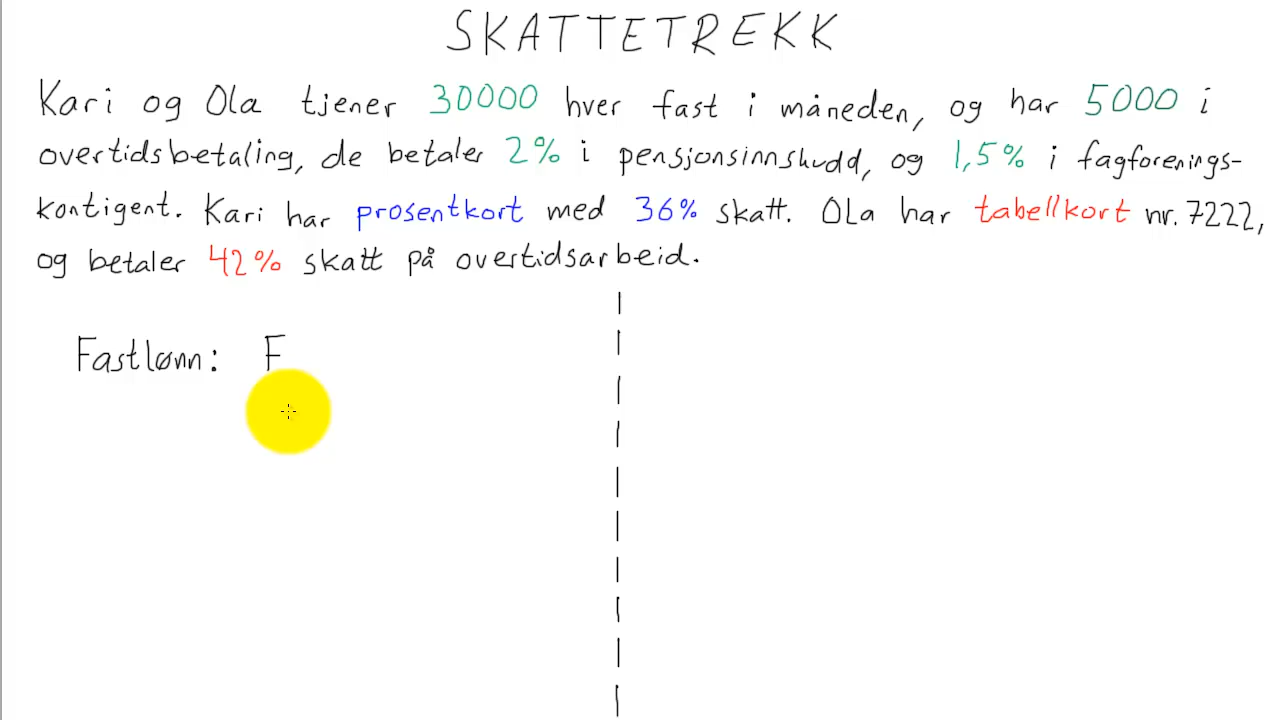 SKATTETREKK
Kari og Ola tjener 30000 hver fast i måneden, og har 5000 i
overtidsbetaling, de betaler 2% i pensjonsinnskudd, og 1,5% i fagforenings-
kontigent. Kari har prosentkort med 36% skatt. OLa har tabellkort nr. 7222,
og betaler 42% skatt på overtidsarbeid.
Fastlønn: F